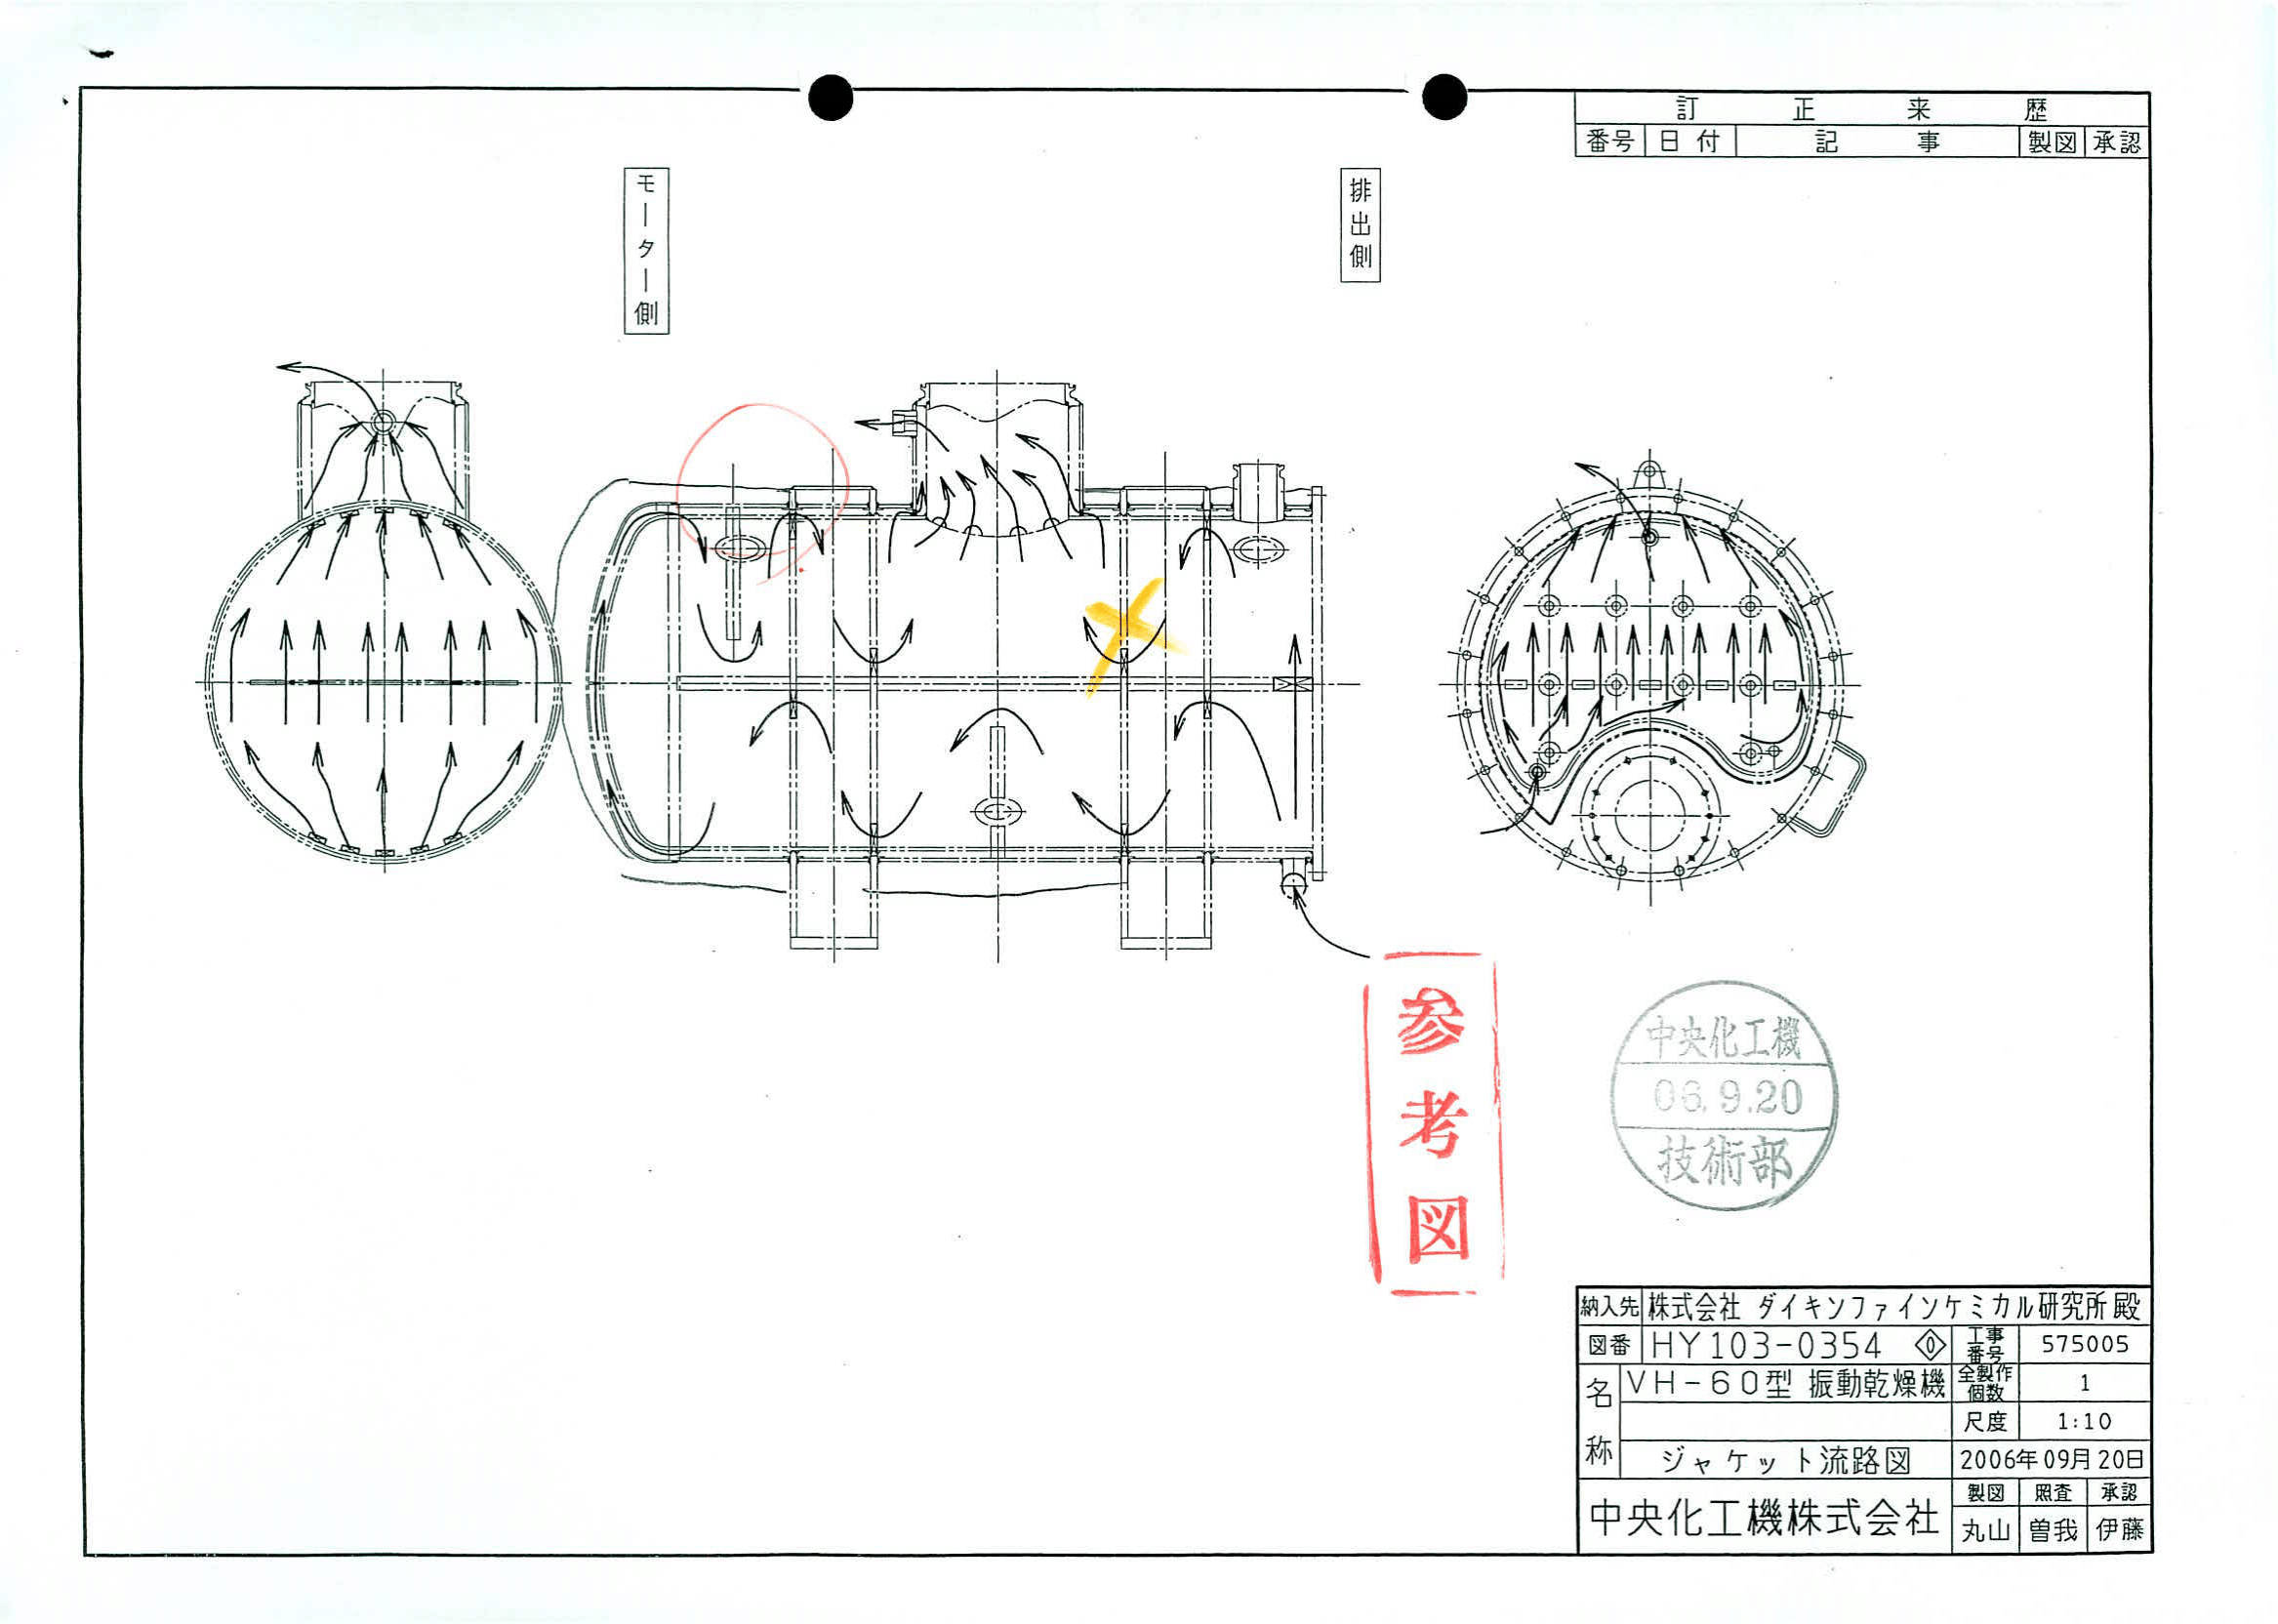 訂正来歴
番号 日付 記事 製図 承認
モーター側
排出側
参考図
中央化工機
06.9.20
技術部
納入先 株式会社 ダイキンファインケミカル研究所殿
図番 HY103-0354 0 工事番号 575005
名称 VH-60型 振動乾燥機 全製作個数 1
尺度 1:10
ジャケット流路図 2006年09月20日
中央化工機株式会社 製図 照査 承認
丸山 曽我 伊藤